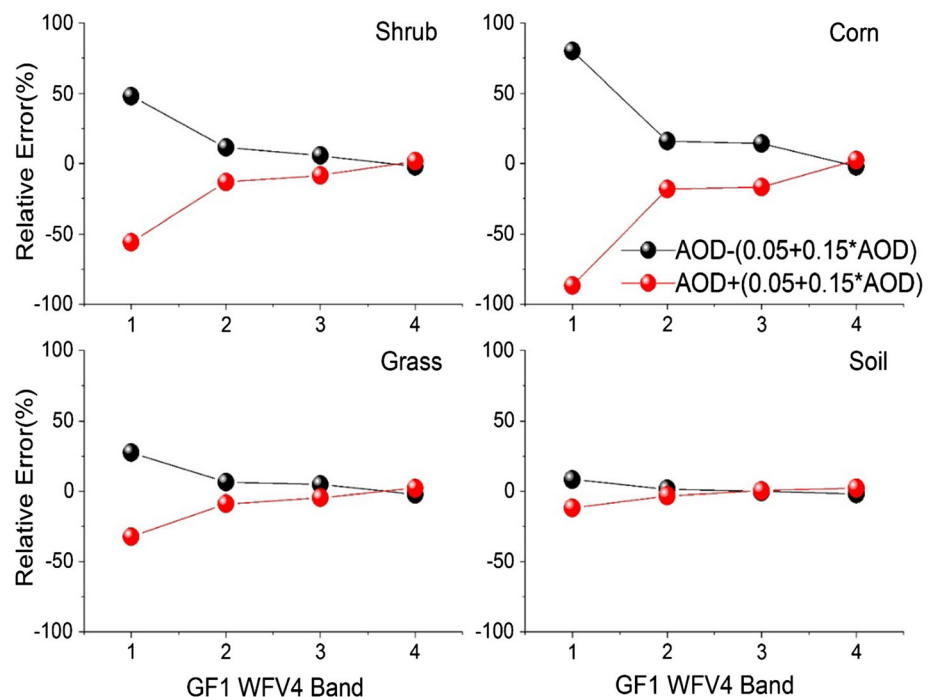 Shrub
Relative Error(%)
100
50
0
-50
-100
1 2 3 4
Corn
100
50
0
-50
-100
AOD-(0.05+0.15*AOD)
AOD+(0.05+0.15*AOD)
1 2 3 4
Grass
Relative Error(%)
100
50
0
-50
-100
1 2 3 4
GF1 WFV4 Band
Soil
100
50
0
-50
-100
1 2 3 4
GF1 WFV4 Band